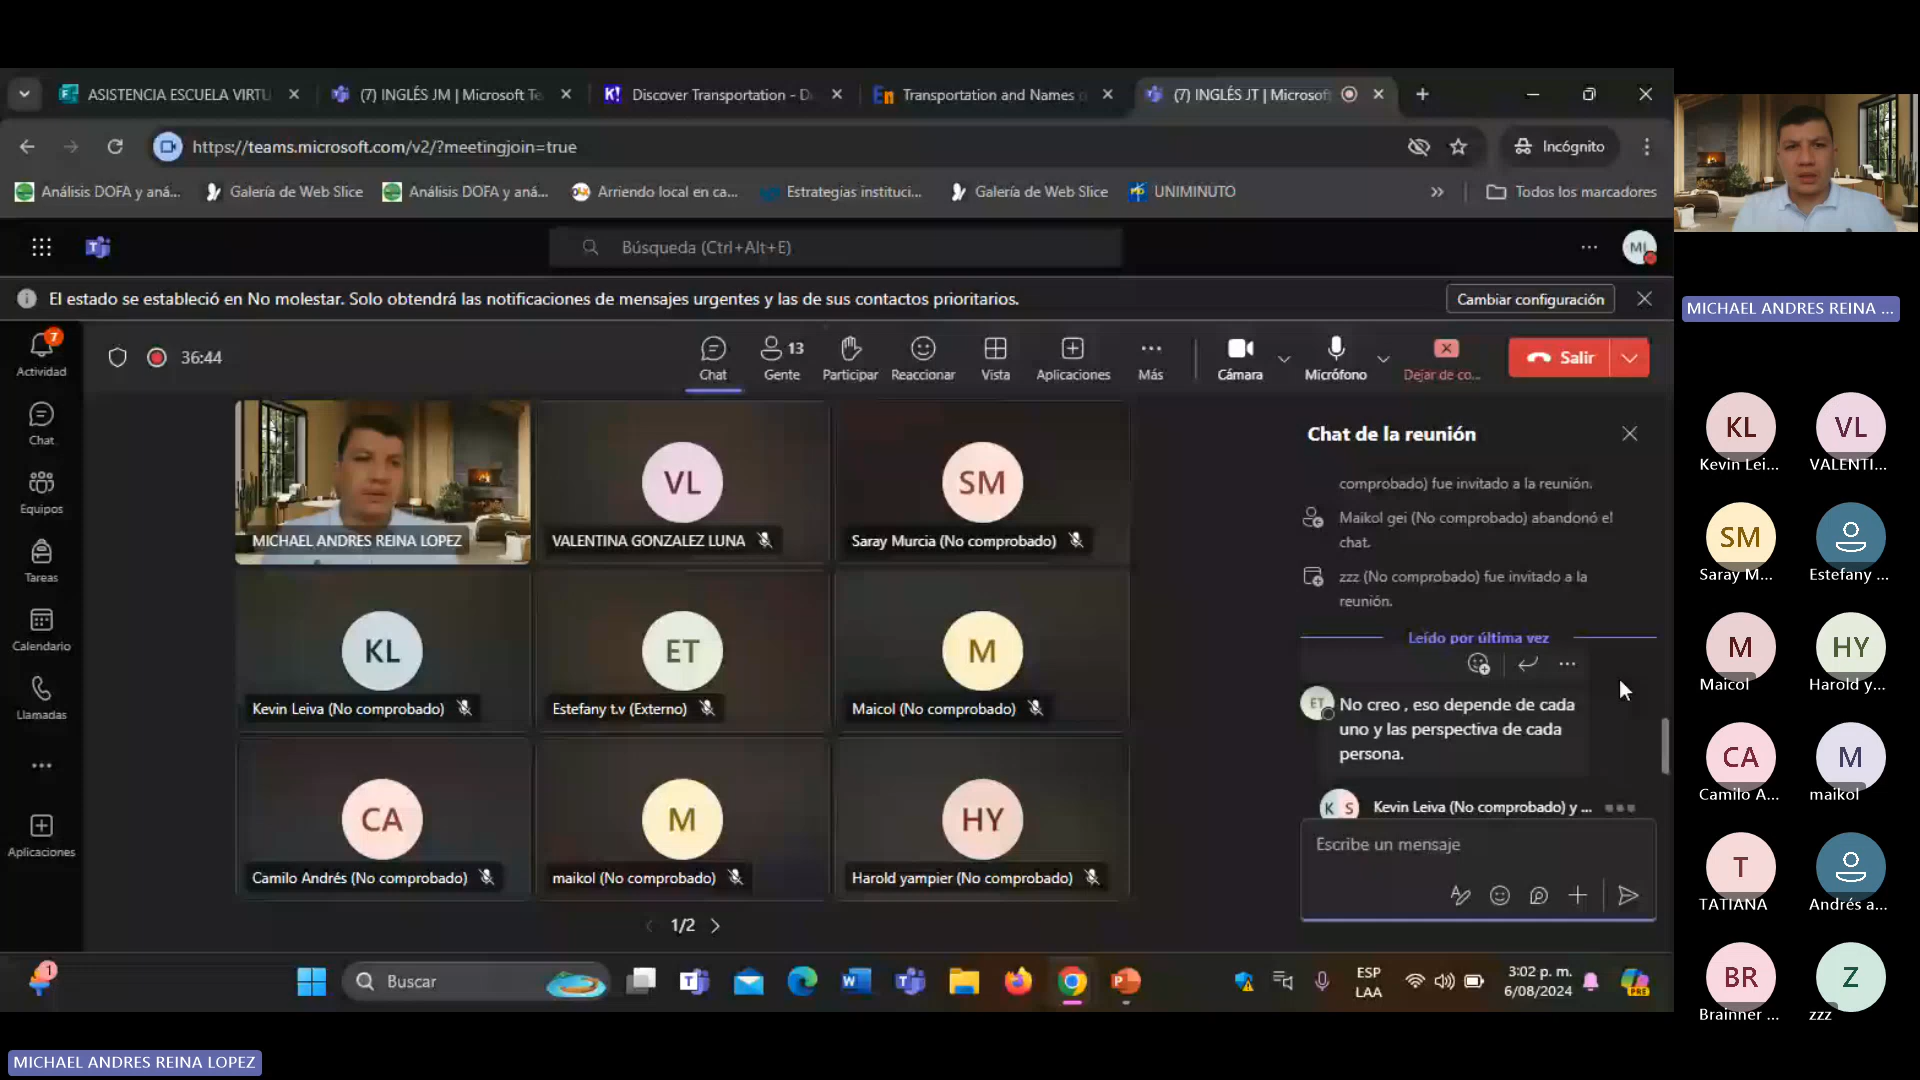 ASISTENCIA ESCUELA VIRTU
(7) INGLÉS JM | Microsoft Te
K! Discover Transportation - D
En Transportation and Names o
(7) INGLÉS JT | Microsof
https://teams.microsoft.com/v2/?meetingjoin=true
Incógnito
Análisis DOFA y aná...
Galería de Web Slice
Análisis DOFA y aná...
Arriendo local en ca...
Estrategias instituci...
Galería de Web Slice
UNIMINUTO
Todos los marcadores
Búsqueda (Ctrl+Alt+E)
MI
El estado se estableció en No molestar. Solo obtendrá las notificaciones de mensajes urgentes y las de sus contactos prioritarios.
Cambiar configuración
MICHAEL ANDRES REINA ...
7
Actividad
Chat
Equipos
Tareas
Calendario
Llamadas
Aplicaciones
36:44
Chat
13
Gente
Participar
Reaccionar
Vista
Aplicaciones
Más
Cámara
Micrófono
Dejar de co...
Salir
MICHAEL ANDRES REINA LOPEZ
VL
VALENTINA GONZALEZ LUNA
SM
Saray Murcia (No comprobado)
KL
Kevin Leiva (No comprobado)
ET
Estefany t.v (Externo)
M
Maicol (No comprobado)
CA
Camilo Andrés (No comprobado)
M
maikol (No comprobado)
HY
Harold yampier (No comprobado)
1/2
Chat de la reunión
comprobado) fue invitado a la reunión.
Maikol gei (No comprobado) abandonó el
chat.
zzz (No comprobado) fue invitado a la
reunión.
Leído por última vez
ET
No creo , eso depende de cada
uno y las perspectiva de cada
persona.
K S
Kevin Leiva (No comprobado) y ...
Escribe un mensaje
KL
Kevin Lei...
VL
VALENTI...
SM
Saray M...
Estefany ...
M
Maicol
HY
Harold y...
CA
Camilo A...
M
maikol
T
TATIANA
Andrés a...
BR
Brainner ...
Z
zzz
1
Buscar
ESP
LAA
3:02 p. m.
6/08/2024
PRE
MICHAEL ANDRES REINA LOPEZ